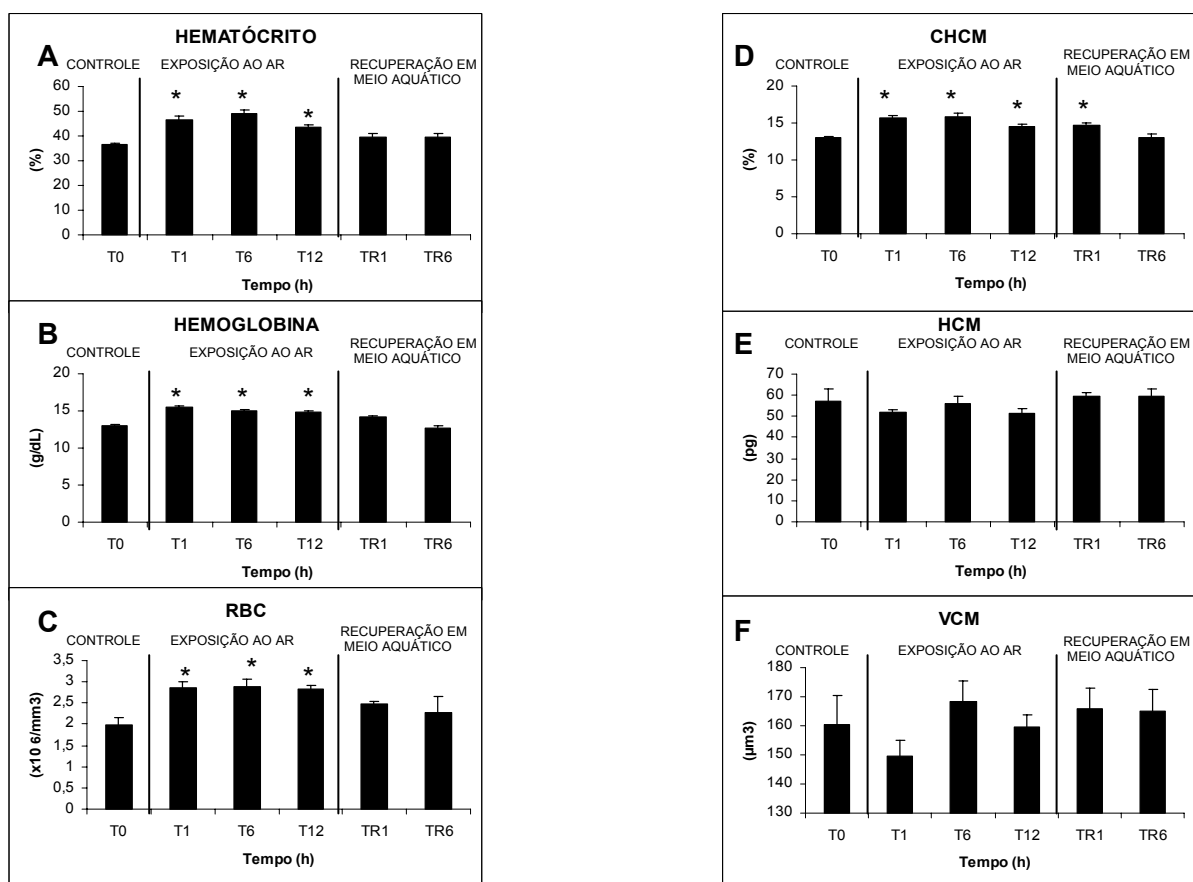 A
HEMATÓCRITO
CONTROLE
EXPOSIÇÃO AO AR
RECUPERAÇÃO EM
MEIO AQUÁTICO
60
50
40
30
20
10
0
(%)
* * *
T0 T1 T6 T12 TR1 TR6
Tempo (h)
B
HEMOGLOBINA
CONTROLE
EXPOSIÇÃO AO AR
RECUPERAÇÃO EM
MEIO AQUÁTICO
20
15
10
5
0
(g/dL)
* * *
T0 T1 T6 T12 TR1 TR6
Tempo (h)
C
RBC
CONTROLE
EXPOSIÇÃO AO AR
RECUPERAÇÃO EM
MEIO AQUÁTICO
3,5
3
2,5
2
1,5
1
0,5
0
(x10 6/mm3)
* * *
T0 T1 T6 T12 TR1 TR6
Tempo (h)
D
CHCM
CONTROLE
EXPOSIÇÃO AO AR
RECUPERAÇÃO EM
MEIO AQUÁTICO
20
15
10
5
0
(%)
* * * *
T0 T1 T6 T12 TR1 TR6
Tempo (h)
E
HCM
CONTROLE
EXPOSIÇÃO AO AR
RECUPERAÇÃO EM
MEIO AQUÁTICO
70
60
50
40
30
20
10
0
(pg)
T0 T1 T6 T12 TR1 TR6
Tempo (h)
F
VCM
CONTROLE
EXPOSIÇÃO AO AR
RECUPERAÇÃO EM
MEIO AQUÁTICO
180
170
160
150
140
130
(µm3)
T0 T1 T6 T12 TR1 TR6
Tempo (h)